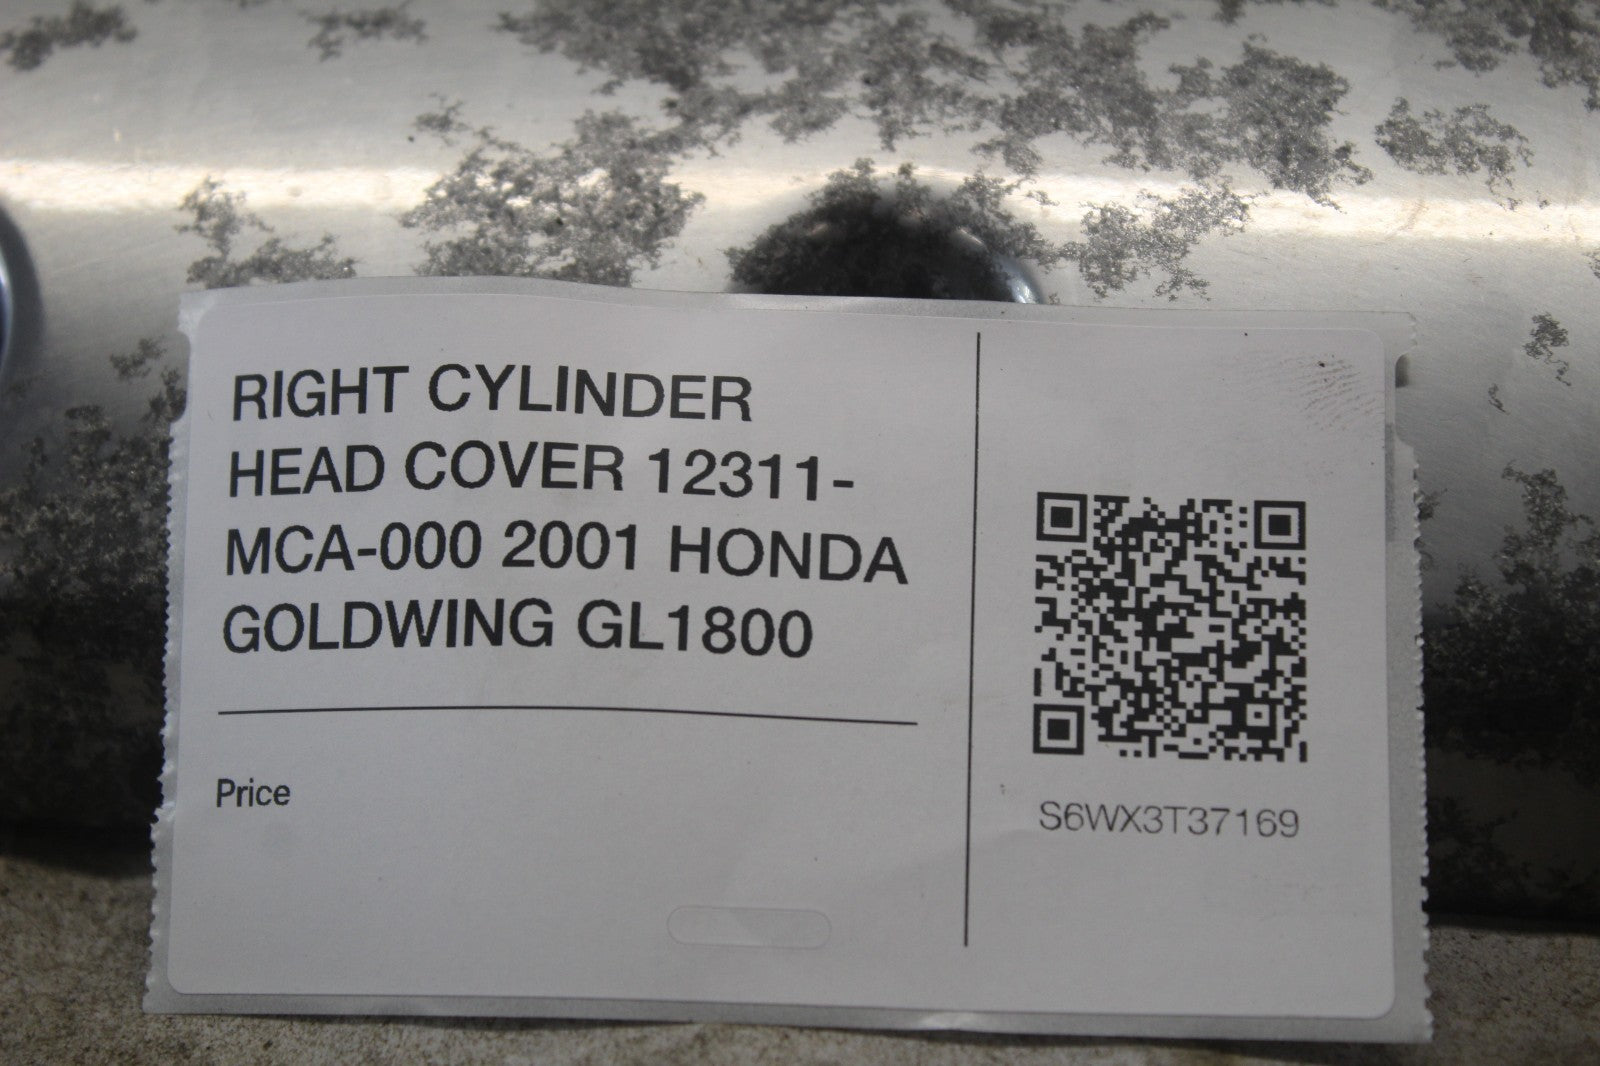 RIGHT CYLINDER
HEAD COVER 12311-
MCA-000 2001 HONDA
GOLDWING GL1800
Price
S6WX3T37169